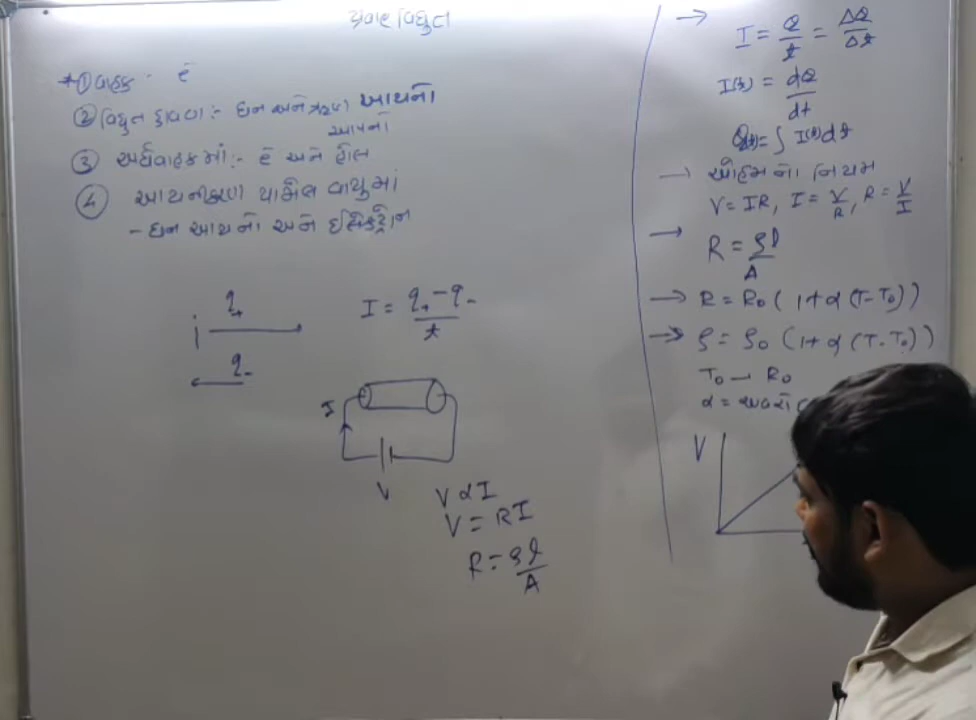 પ્રવાહ વિદ્યુત
* ① વાહક - ē
② વિદ્યુત દ્રાવણ :- ધન અને ઋણ આયનો
આયનો
③ અર્ધવાહકમાં :- ē અને હોલ
④ આયનીકરણ પામેલ વાયુમાં
- ધન આયનો અને ઈલેક્ટ્રોન
q₊
i
q₋
I = q₊ - q₋ / t
I
V
V α I
V = RI
R = ρl / A
→ I = Q / t = ΔQ / Δt
I(t) = dQ / dt
Q(t) = ∫ I(t) dt
→ ઓહમનો નિયમ
V = IR, I = V / R, R = V / I
→ R = ρl / A
→ R = R₀ (1 + α (T - T₀))
→ ρ = ρ₀ (1 + α (T - T₀))
T₀ → R₀
α =
V